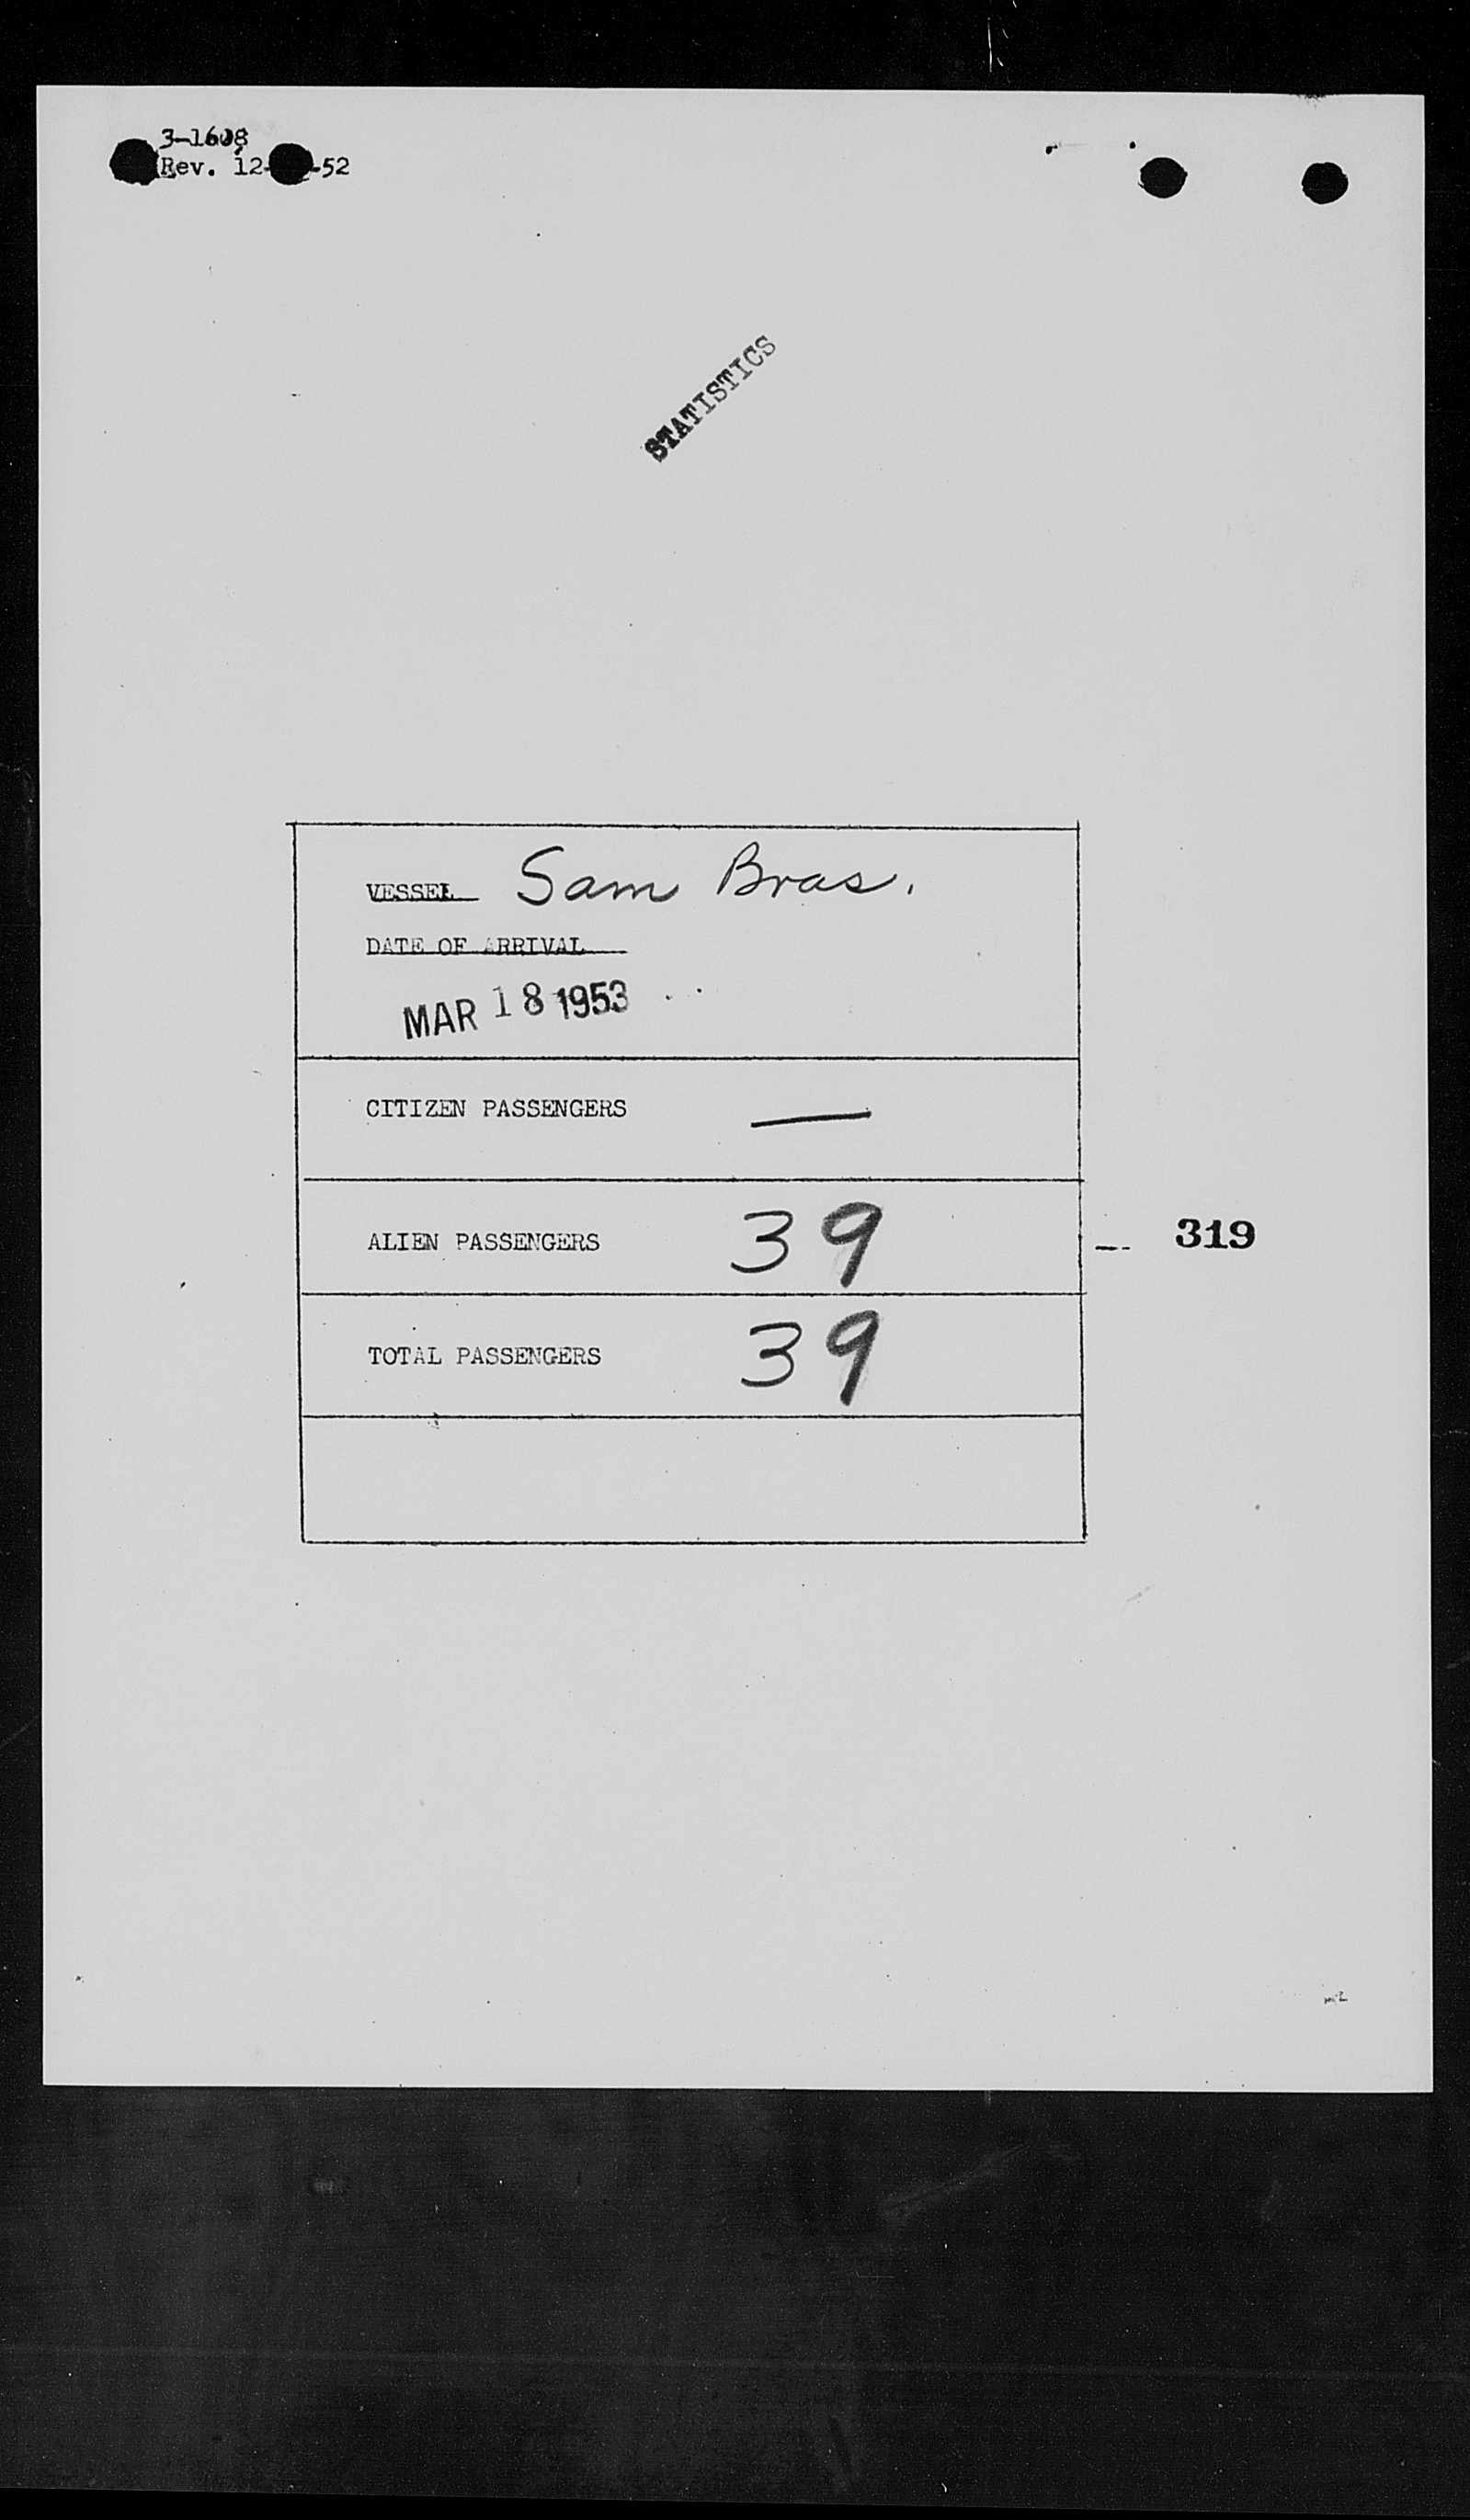 3-1608
Rev. 12- -52
STATISTICS
VESSEL Sam Bras.
DATE OF ARRIVAL
MAR 18 1953
CITIZEN PASSENGERS —
ALIEN PASSENGERS 39
319
TOTAL PASSENGERS 39